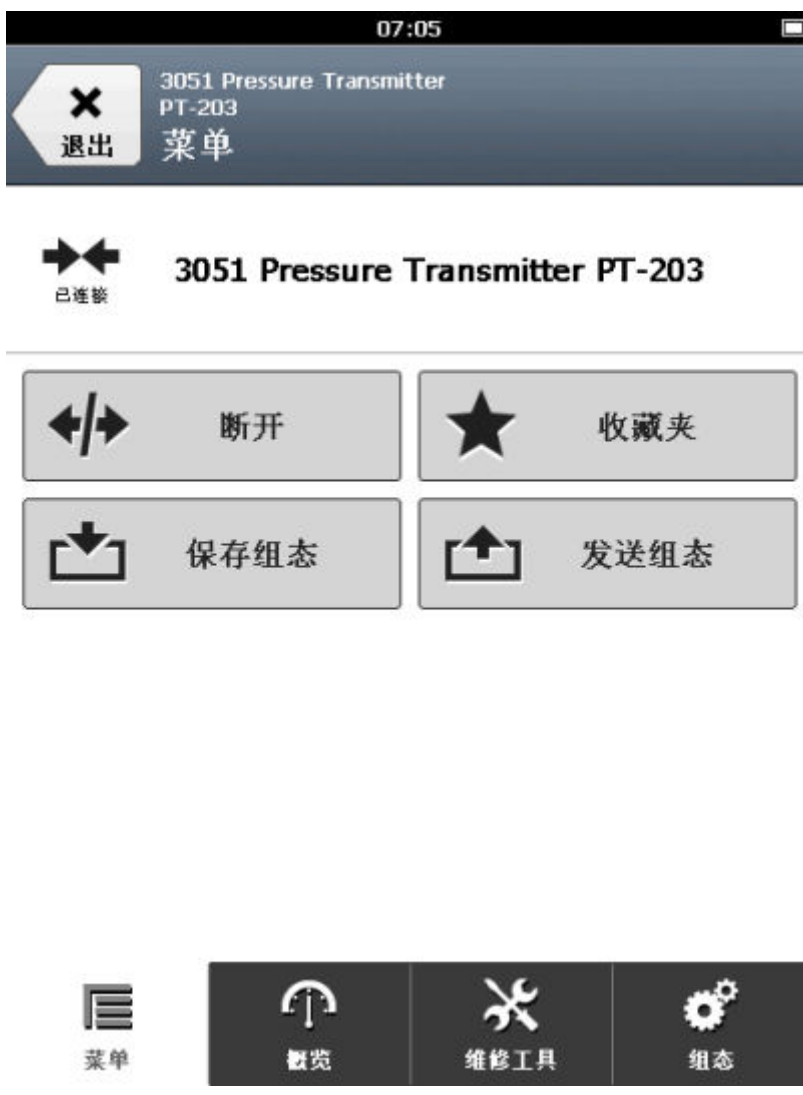 07:05
3051 Pressure Transmitter
PT-203
退出
菜单
已连接
3051 Pressure Transmitter PT-203
断开
收藏夹
保存组态
发送组态
菜单
概览
维修工具
组态